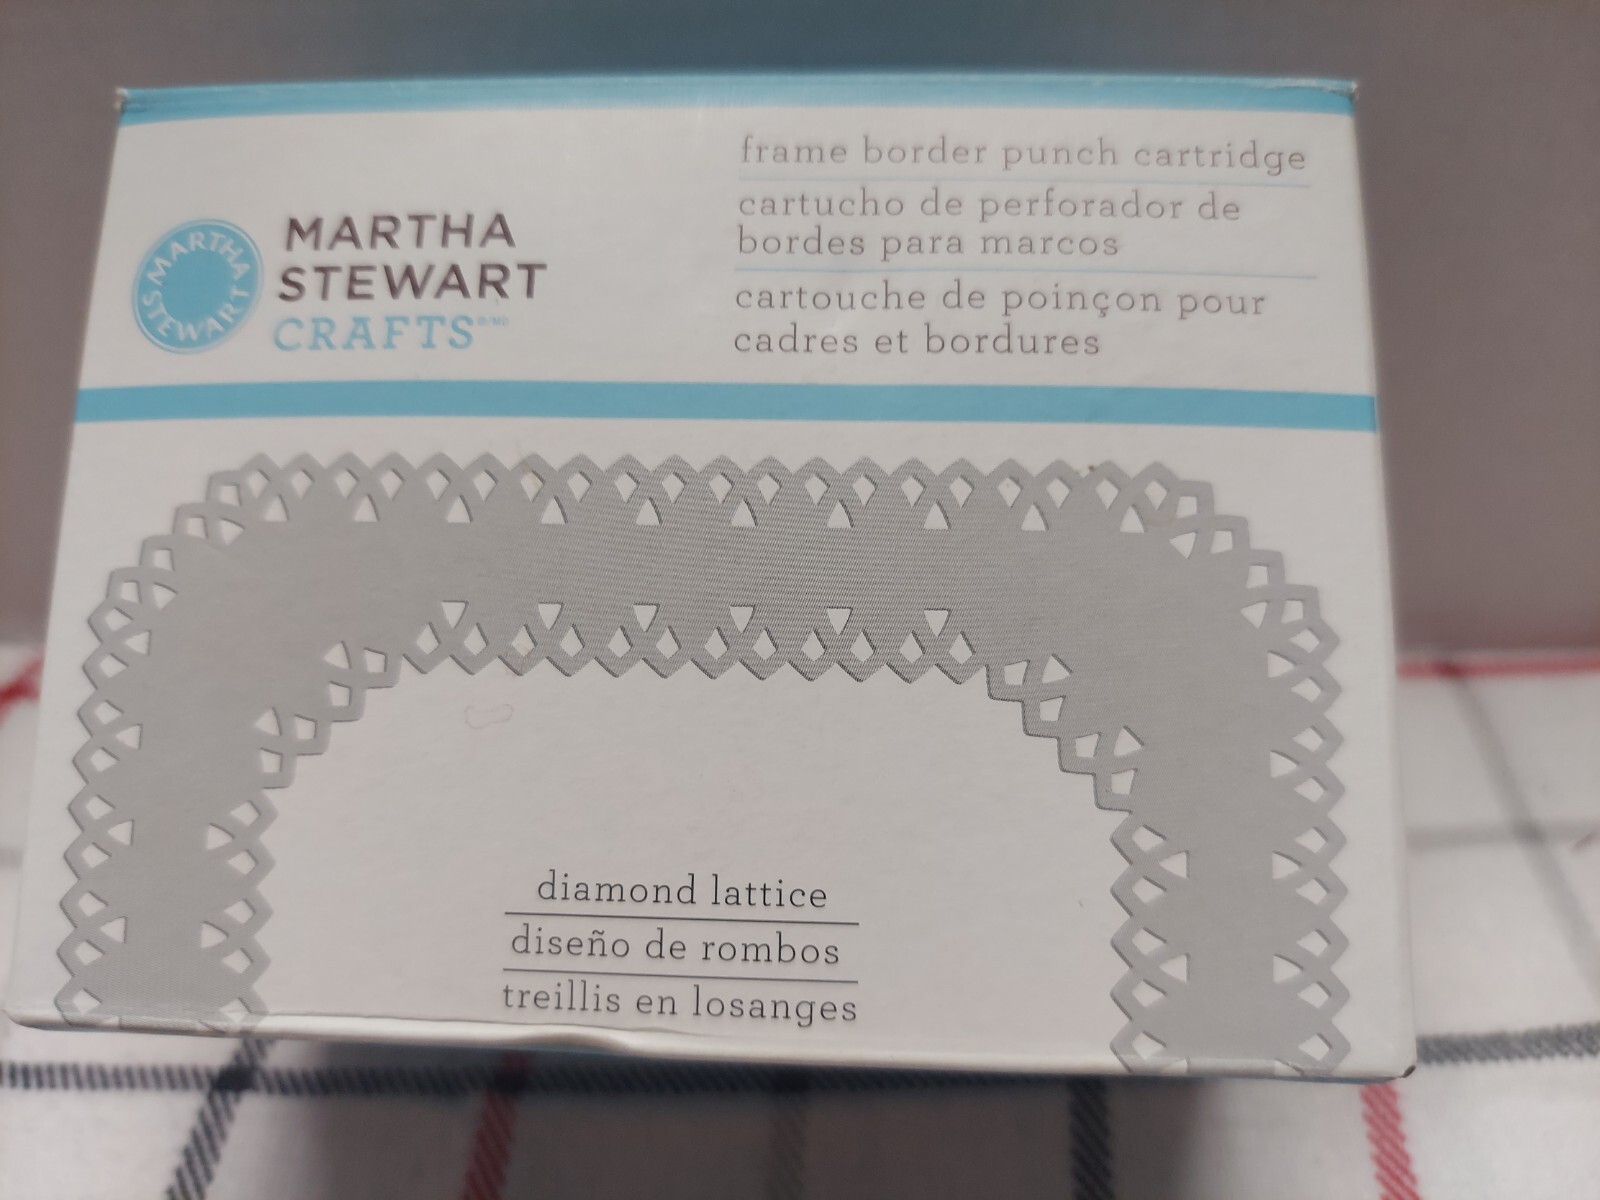 MARTHA STEWART
MARTHA
STEWART
CRAFTS
frame border punch cartridge
cartucho de perforador de
bordes para marcos
cartouche de poinçon pour
cadres et bordures
diamond lattice
diseño de rombos
treillis en losanges